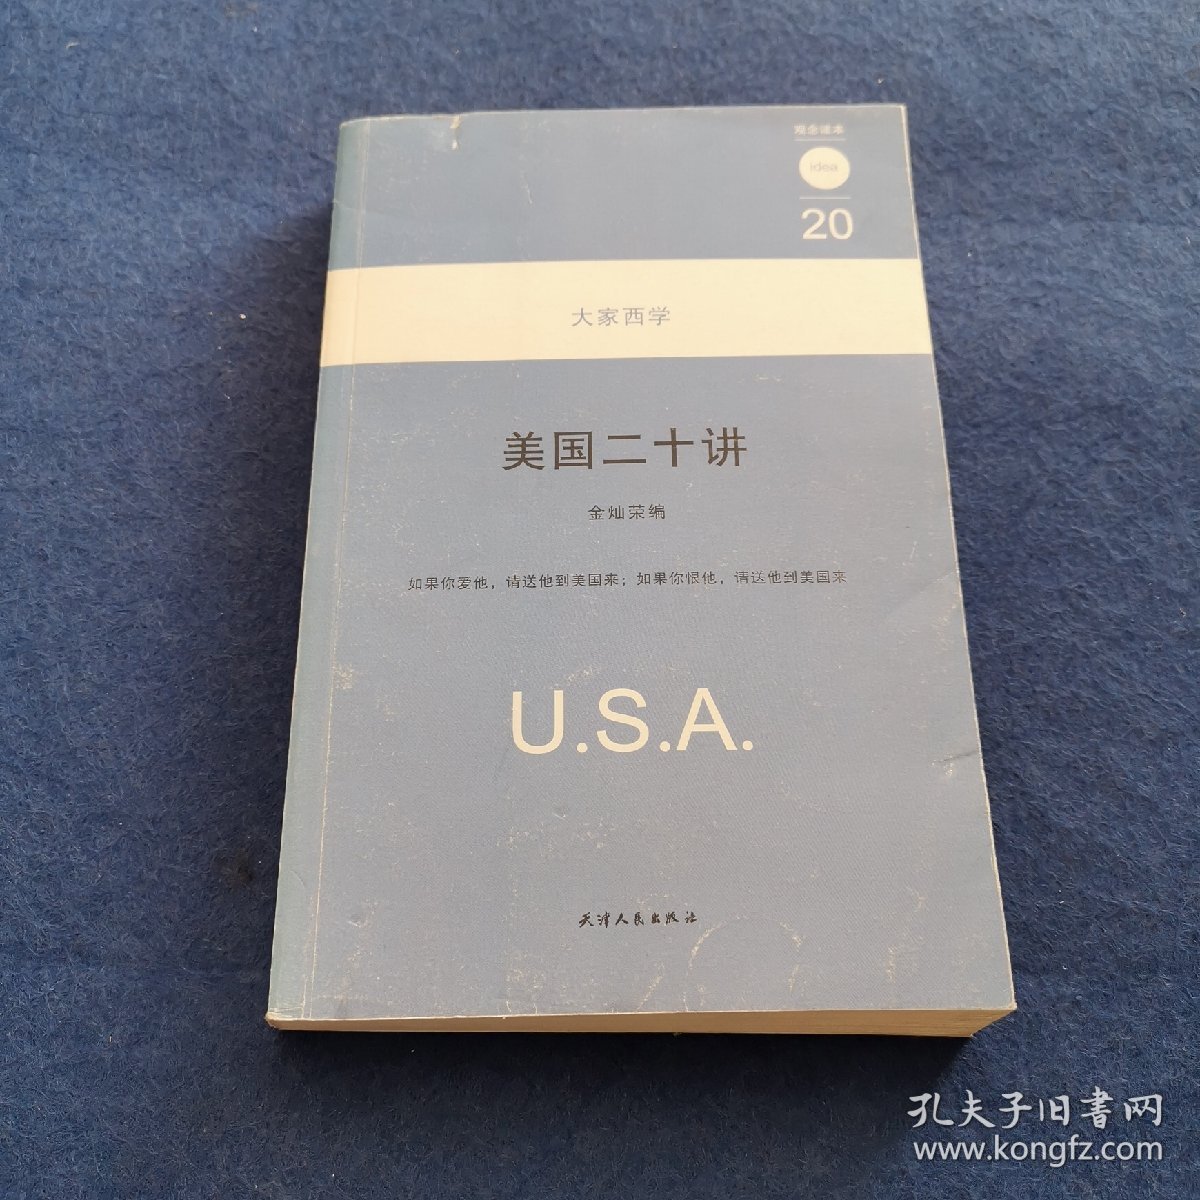 观念读本
idea
20
大家西学
美国二十讲
金灿荣编
如果你爱他，请送他到美国来；如果你恨他，请送他到美国来
U.S.A.
天津人民出版社
孔夫子旧書网
www.kongfz.com